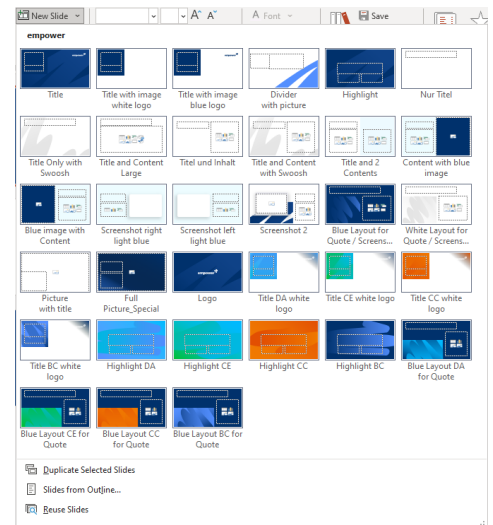 New Slide
A^ A˅
A Font
Save
empower
Title
Title with image
white logo
Title with image
blue logo
Divider
with picture
Highlight
Nur Titel
Title Only with
Swoosh
Title and Content
Large
Titel und Inhalt
Title and Content
with Swoosh
Title and 2
Contents
Content with blue
image
Blue image with
Content
Screenshot right
light blue
Screenshot left
light blue
Screenshot 2
Blue Layout for
Quote / Screens...
White Layout for
Quote / Screens...
Picture
with title
Full
Picture_Special
empower
Logo
Title DA white
logo
Title CE white logo
Title CC white
logo
Title BC white
logo
Highlight DA
Highlight CE
Highlight CC
Highlight BC
Blue Layout DA
for Quote
Blue Layout CE for
Quote
Blue Layout CC
for Quote
Blue Layout BC for
Quote
Duplicate Selected Slides
Slides from Outline...
Reuse Slides